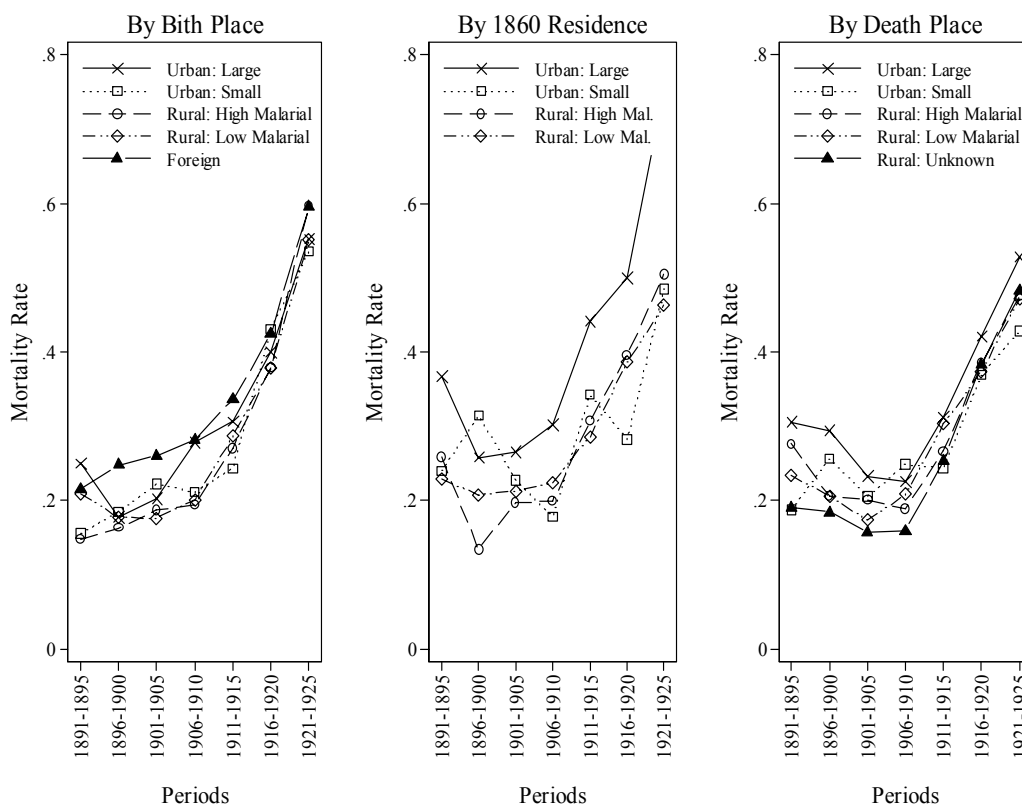 By Bith Place
.8
.6
.4
.2
0
Mortality Rate
Urban: Large
Urban: Small
Rural: High Malarial
Rural: Low Malarial
Foreign
1891-1895
1896-1900
1901-1905
1906-1910
1911-1915
1916-1920
1921-1925
Periods
By 1860 Residence
.8
.6
.4
.2
0
Mortality Rate
Urban: Large
Urban: Small
Rural: High Mal.
Rural: Low Mal.
1891-1895
1896-1900
1901-1905
1906-1910
1911-1915
1916-1920
1921-1925
Periods
By Death Place
.8
.6
.4
.2
0
Mortality Rate
Urban: Large
Urban: Small
Rural: High Malarial
Rural: Low Malarial
Rural: Unknown
1891-1895
1896-1900
1901-1905
1906-1910
1911-1915
1916-1920
1921-1925
Periods